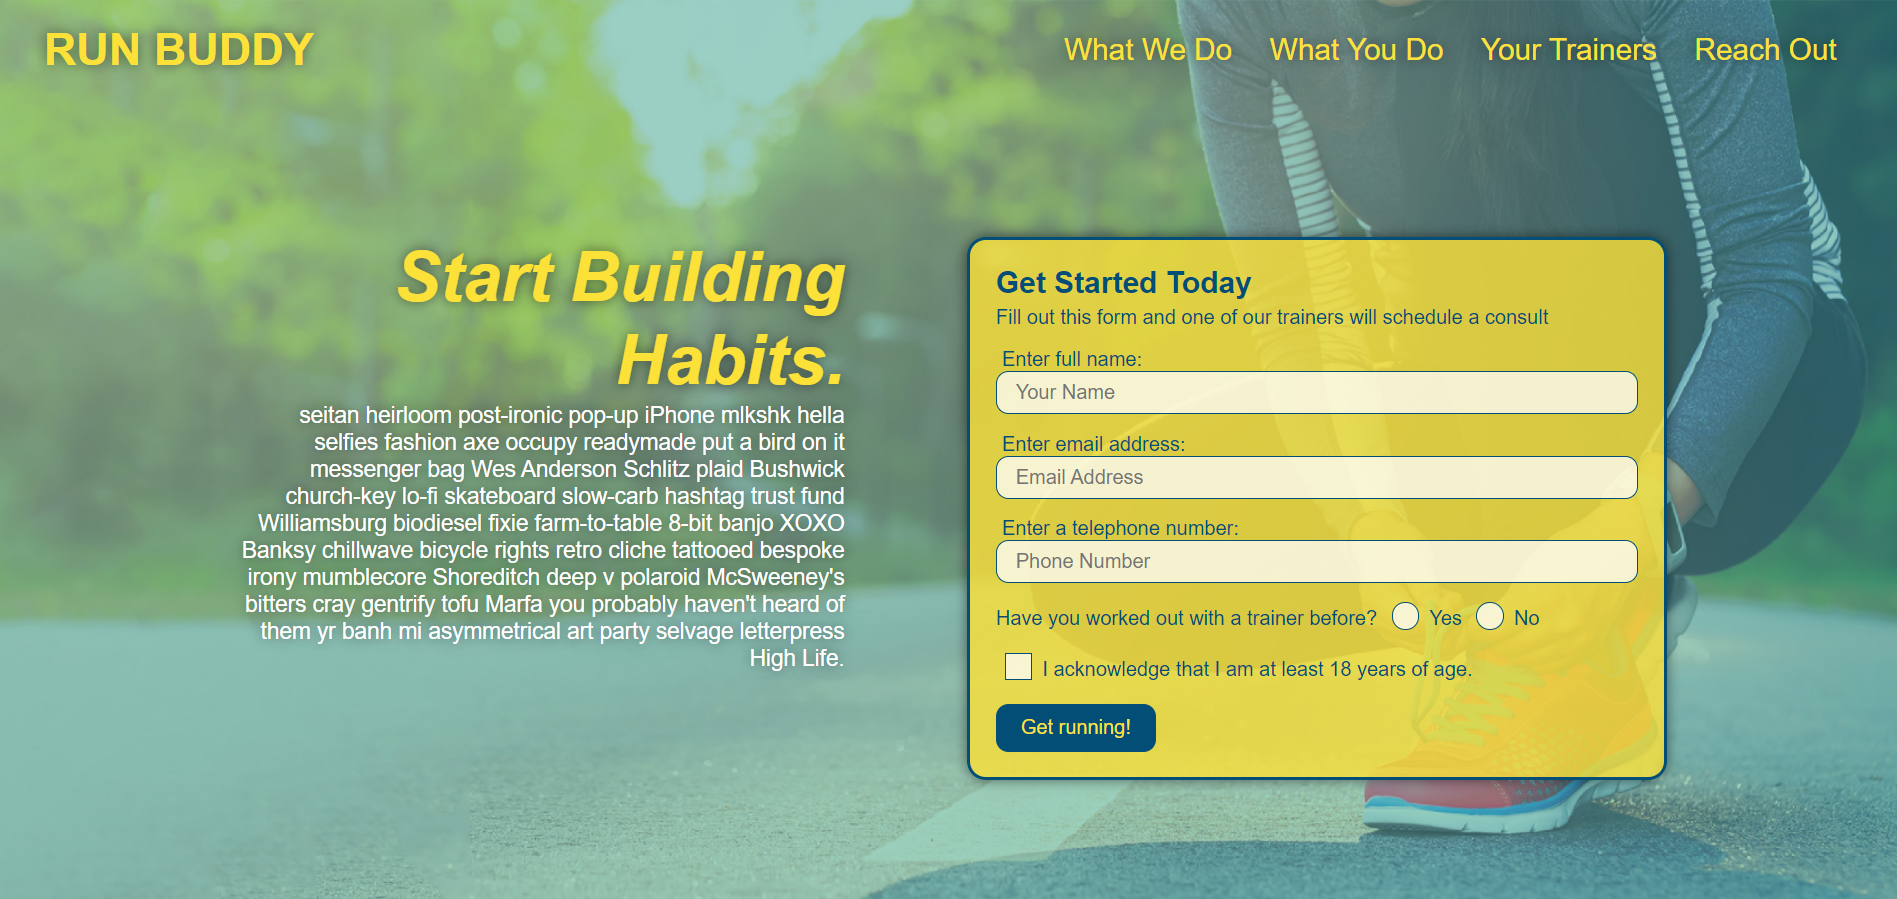 RUN BUDDY
What We Do
What You Do
Your Trainers
Reach Out
Start Building
Habits.
seitan heirloom post-ironic pop-up iPhone mlkshk hella
selfies fashion axe occupy readymade put a bird on it
messenger bag Wes Anderson Schlitz plaid Bushwick
church-key lo-fi skateboard slow-carb hashtag trust fund
Williamsburg biodiesel fixie farm-to-table 8-bit banjo XOXO
Banksy chillwave bicycle rights retro cliche tattooed bespoke
irony mumblecore Shoreditch deep v polaroid McSweeney's
bitters cray gentrify tofu Marfa you probably haven't heard of
them yr banh mi asymmetrical art party selvage letterpress
High Life.
Get Started Today
Fill out this form and one of our trainers will schedule a consult
Enter full name:
Your Name
Enter email address:
Email Address
Enter a telephone number:
Phone Number
Have you worked out with a trainer before? Yes No
I acknowledge that I am at least 18 years of age.
Get running!